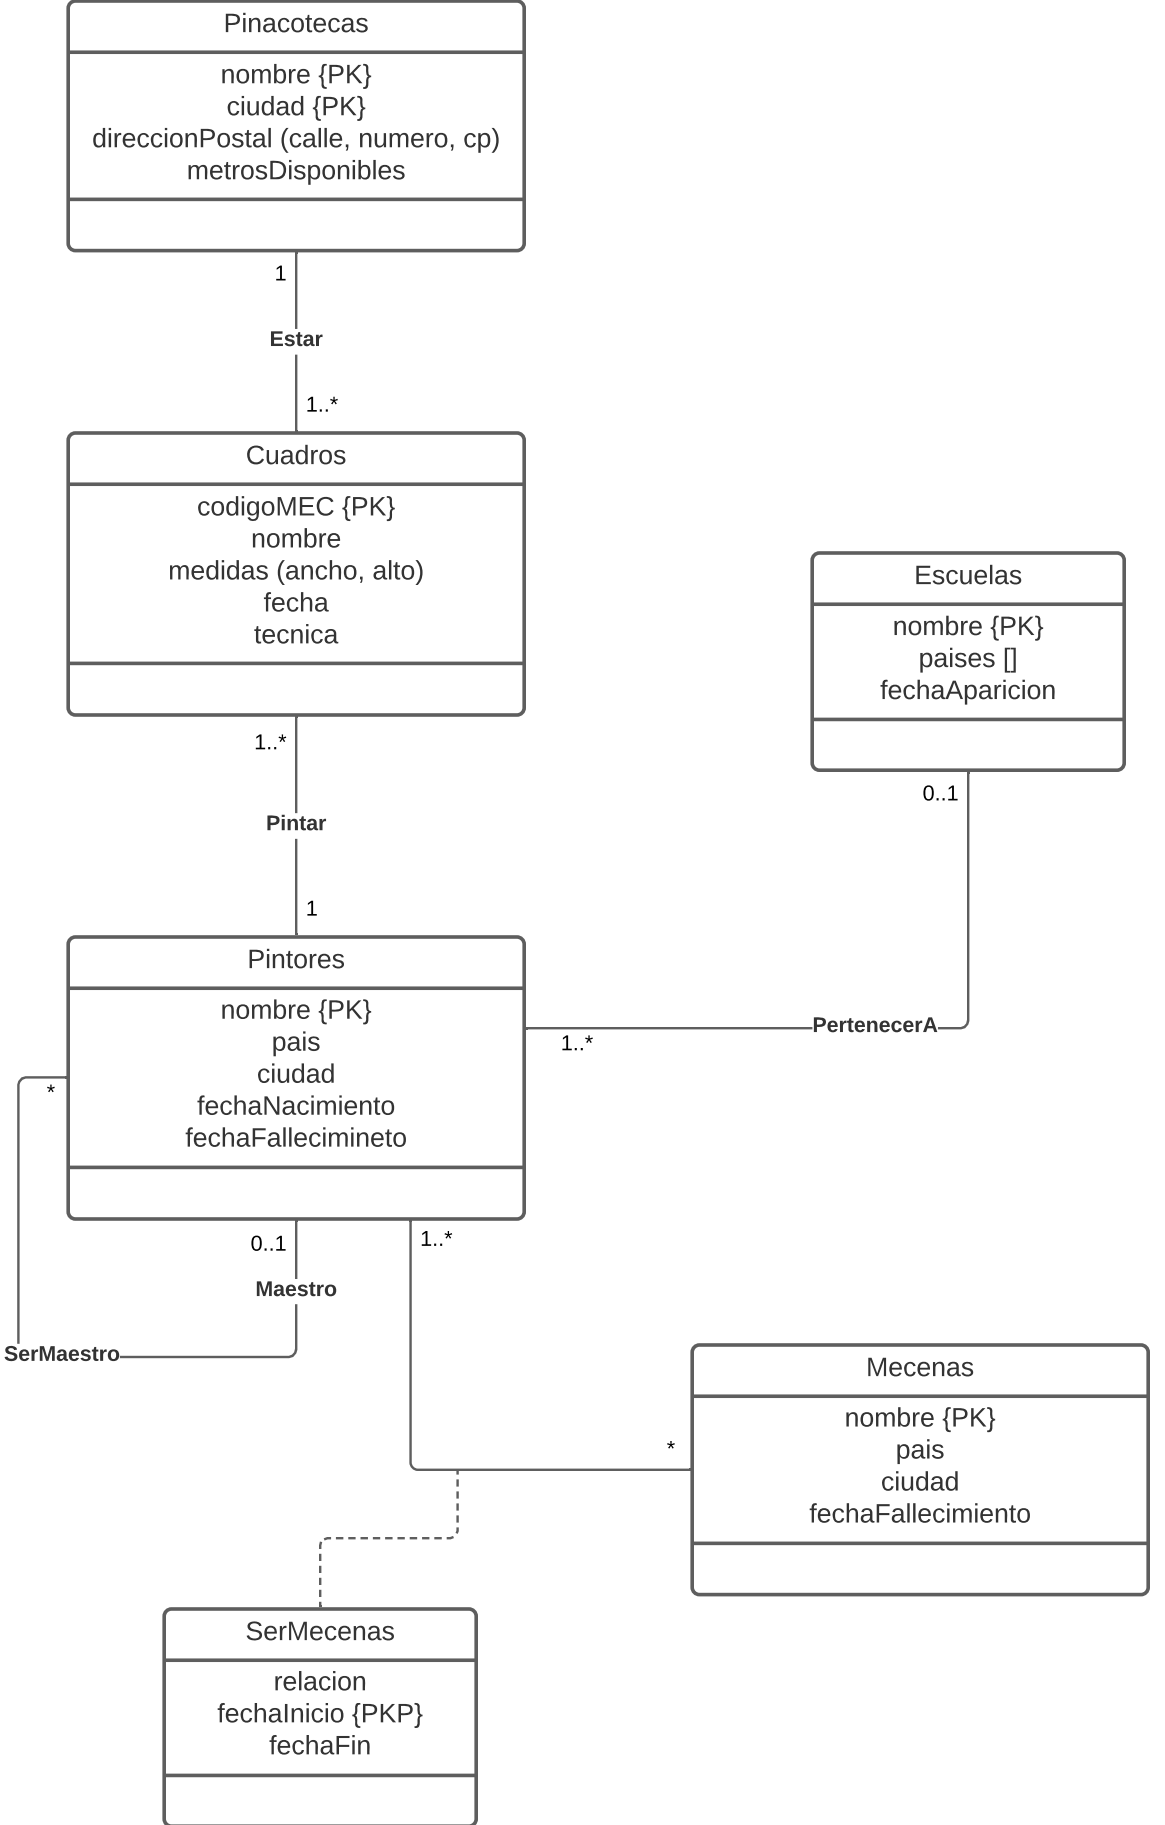 Pinacotecas
nombre {PK}
ciudad {PK}
direccionPostal (calle, numero, cp)
metrosDisponibles
1
Estar
1..*
Cuadros
codigoMEC {PK}
nombre
medidas (ancho, alto)
fecha
tecnica
Escuelas
nombre {PK}
paises []
fechaAparicion
1..*
0..1
Pintar
1
Pintores
nombre {PK}
pais
ciudad
fechaNacimiento
fechaFallecimineto
PertenecerA
1..*
*
0..1
1..*
Maestro
SerMaestro
Mecenas
nombre {PK}
pais
ciudad
fechaFallecimiento
*
SerMecenas
relacion
fechaInicio {PKP}
fechaFin